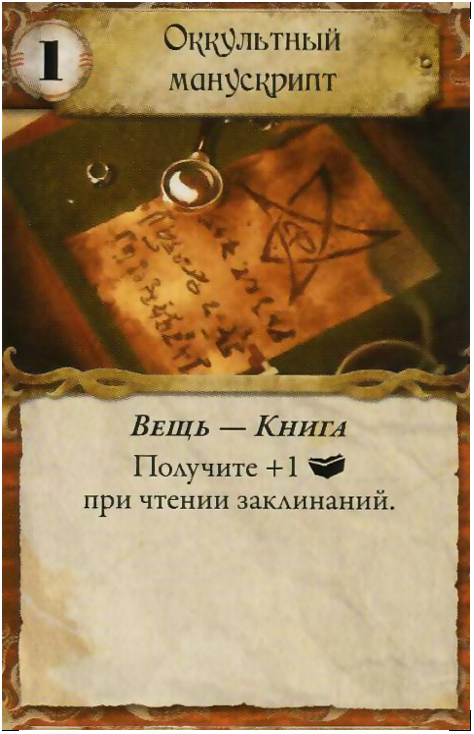 1
Оккультный
манускрипт
Вещь — Книга
Получите +1
при чтении заклинаний.